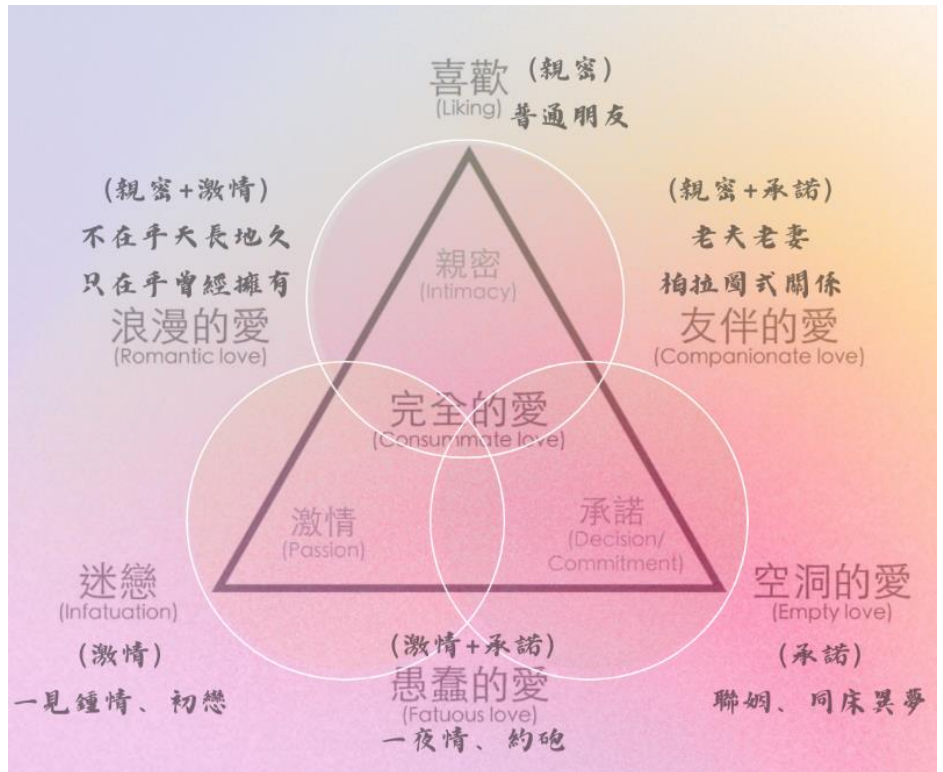 喜歡 (親密)
(Liking)
普通朋友
(親密+激情)
不在乎天長地久
只在乎曾經擁有
浪漫的愛
(Romantic love)
(親密+承諾)
老夫老妻
柏拉圖式關係
友伴的愛
(Companionate love)
親密
(Intimacy)
完全的愛
(Consummate love)
激情
(Passion)
承諾
(Decision/
Commitment)
迷戀
(Infatuation)
(激情)
一見鍾情、初戀
(激情+承諾)
愚蠢的愛
(Fatuous love)
一夜情、約砲
空洞的愛
(Empty love)
(承諾)
聯姻、同床異夢